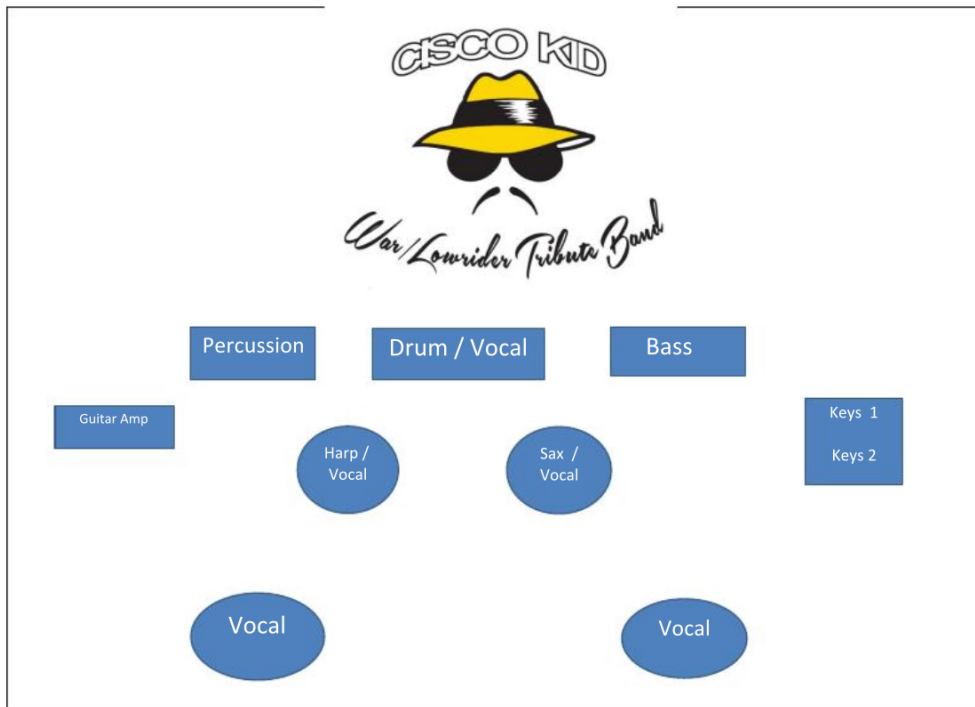 CISCO KID
War/Lowrider Tribute Band
Percussion
Drum / Vocal
Bass
Guitar Amp
Harp /
Vocal
Sax /
Vocal
Keys 1
Keys 2
Vocal
Vocal